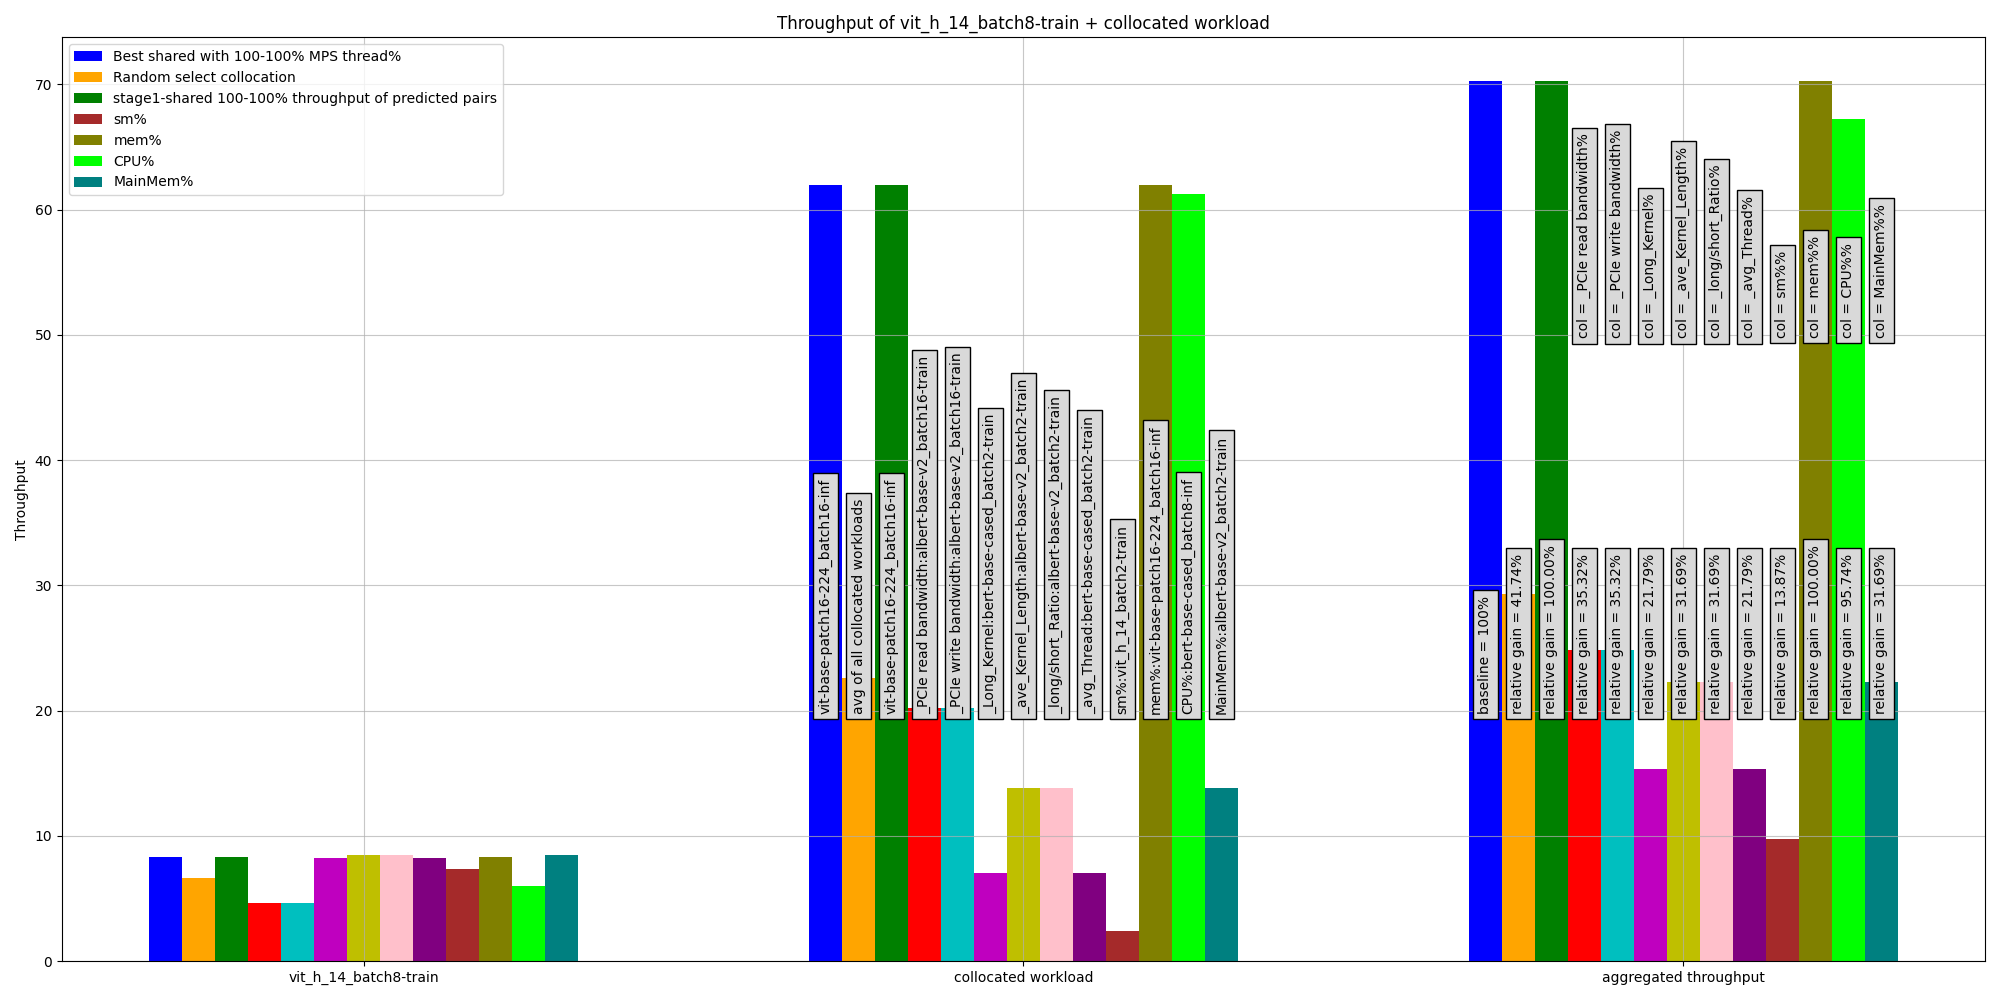 Throughput of vit_h_14_batch8-train + collocated workload
Best shared with 100-100% MPS thread%
Random select collocation
stage1-shared 100-100% throughput of predicted pairs
sm%
mem%
CPU%
MainMem%
Throughput
70
60
50
40
30
20
10
0
vit-base-patch16-224_batch16-inf
avg of all collocated workloads
vit-base-patch16-224_batch16-inf
_PCIe read bandwidth:albert-base-v2_batch16-train
_PCIe write bandwidth:albert-base-v2_batch16-train
_Long_Kernel:bert-base-cased_batch2-train
_ave_Kernel_Length:albert-base-v2_batch2-train
_long/short_Ratio:albert-base-v2_batch2-train
_avg_Thread:bert-base-cased_batch2-train
sm%:vit_h_14_batch2-train
mem%:vit-base-patch16-224_batch16-inf
CPU%:bert-base-cased_batch8-inf
MainMem%:albert-base-v2_batch2-train
col = _PCIe read bandwidth%
col = _PCIe write bandwidth%
col = _Long_Kernel%
col = _ave_Kernel_Length%
col = _long/short_Ratio%
col = _avg_Thread%
col = sm%%
col = mem%%
col = CPU%%
col = MainMem%%
baseline = 100%
relative gain = 41.74%
relative gain = 100.00%
relative gain = 35.32%
relative gain = 35.32%
relative gain = 21.79%
relative gain = 31.69%
relative gain = 31.69%
relative gain = 21.79%
relative gain = 13.87%
relative gain = 100.00%
relative gain = 95.74%
relative gain = 31.69%
vit_h_14_batch8-train
collocated workload
aggregated throughput